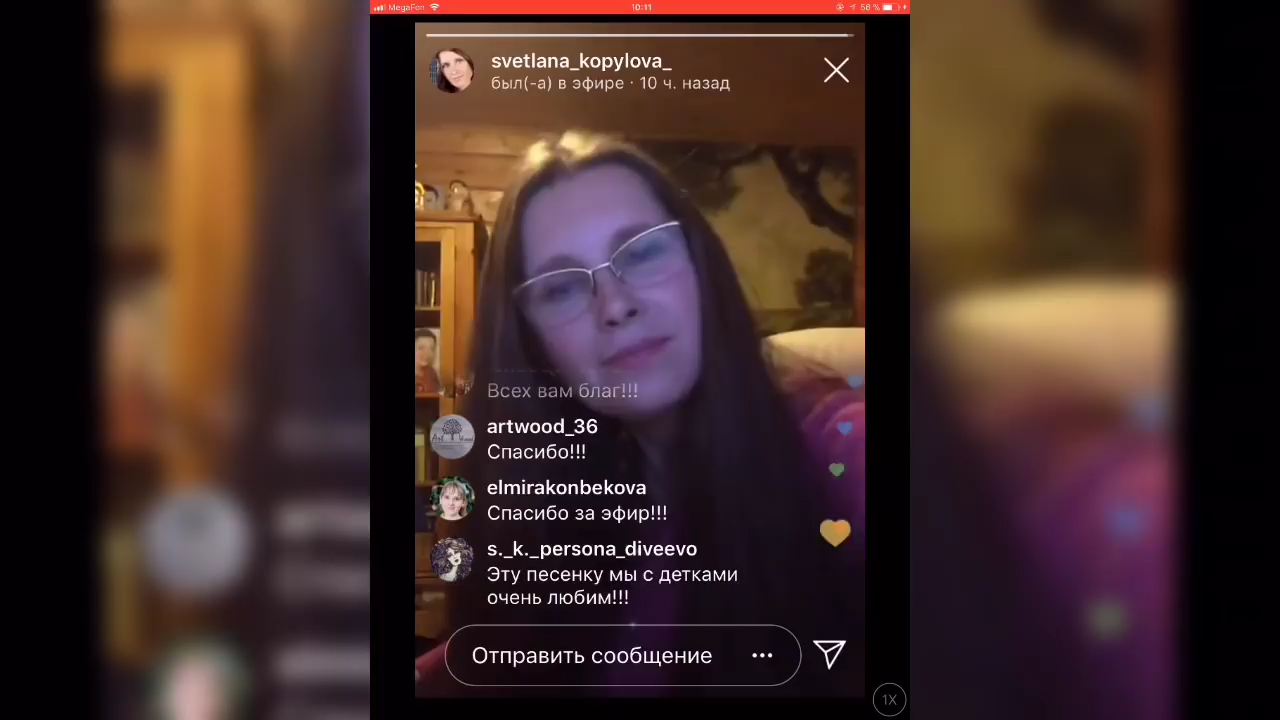 MegaFon
10:11
56 %
svetlana_kopylova_
был(-а) в эфире · 10 ч. назад
Всех вам благ!!!
artwood_36
Спасибо!!!
elmirakonbekova
Спасибо за эфир!!!
s._k._persona_diveevo
Эту песенку мы с детками
очень любим!!!
Отправить сообщение
1X